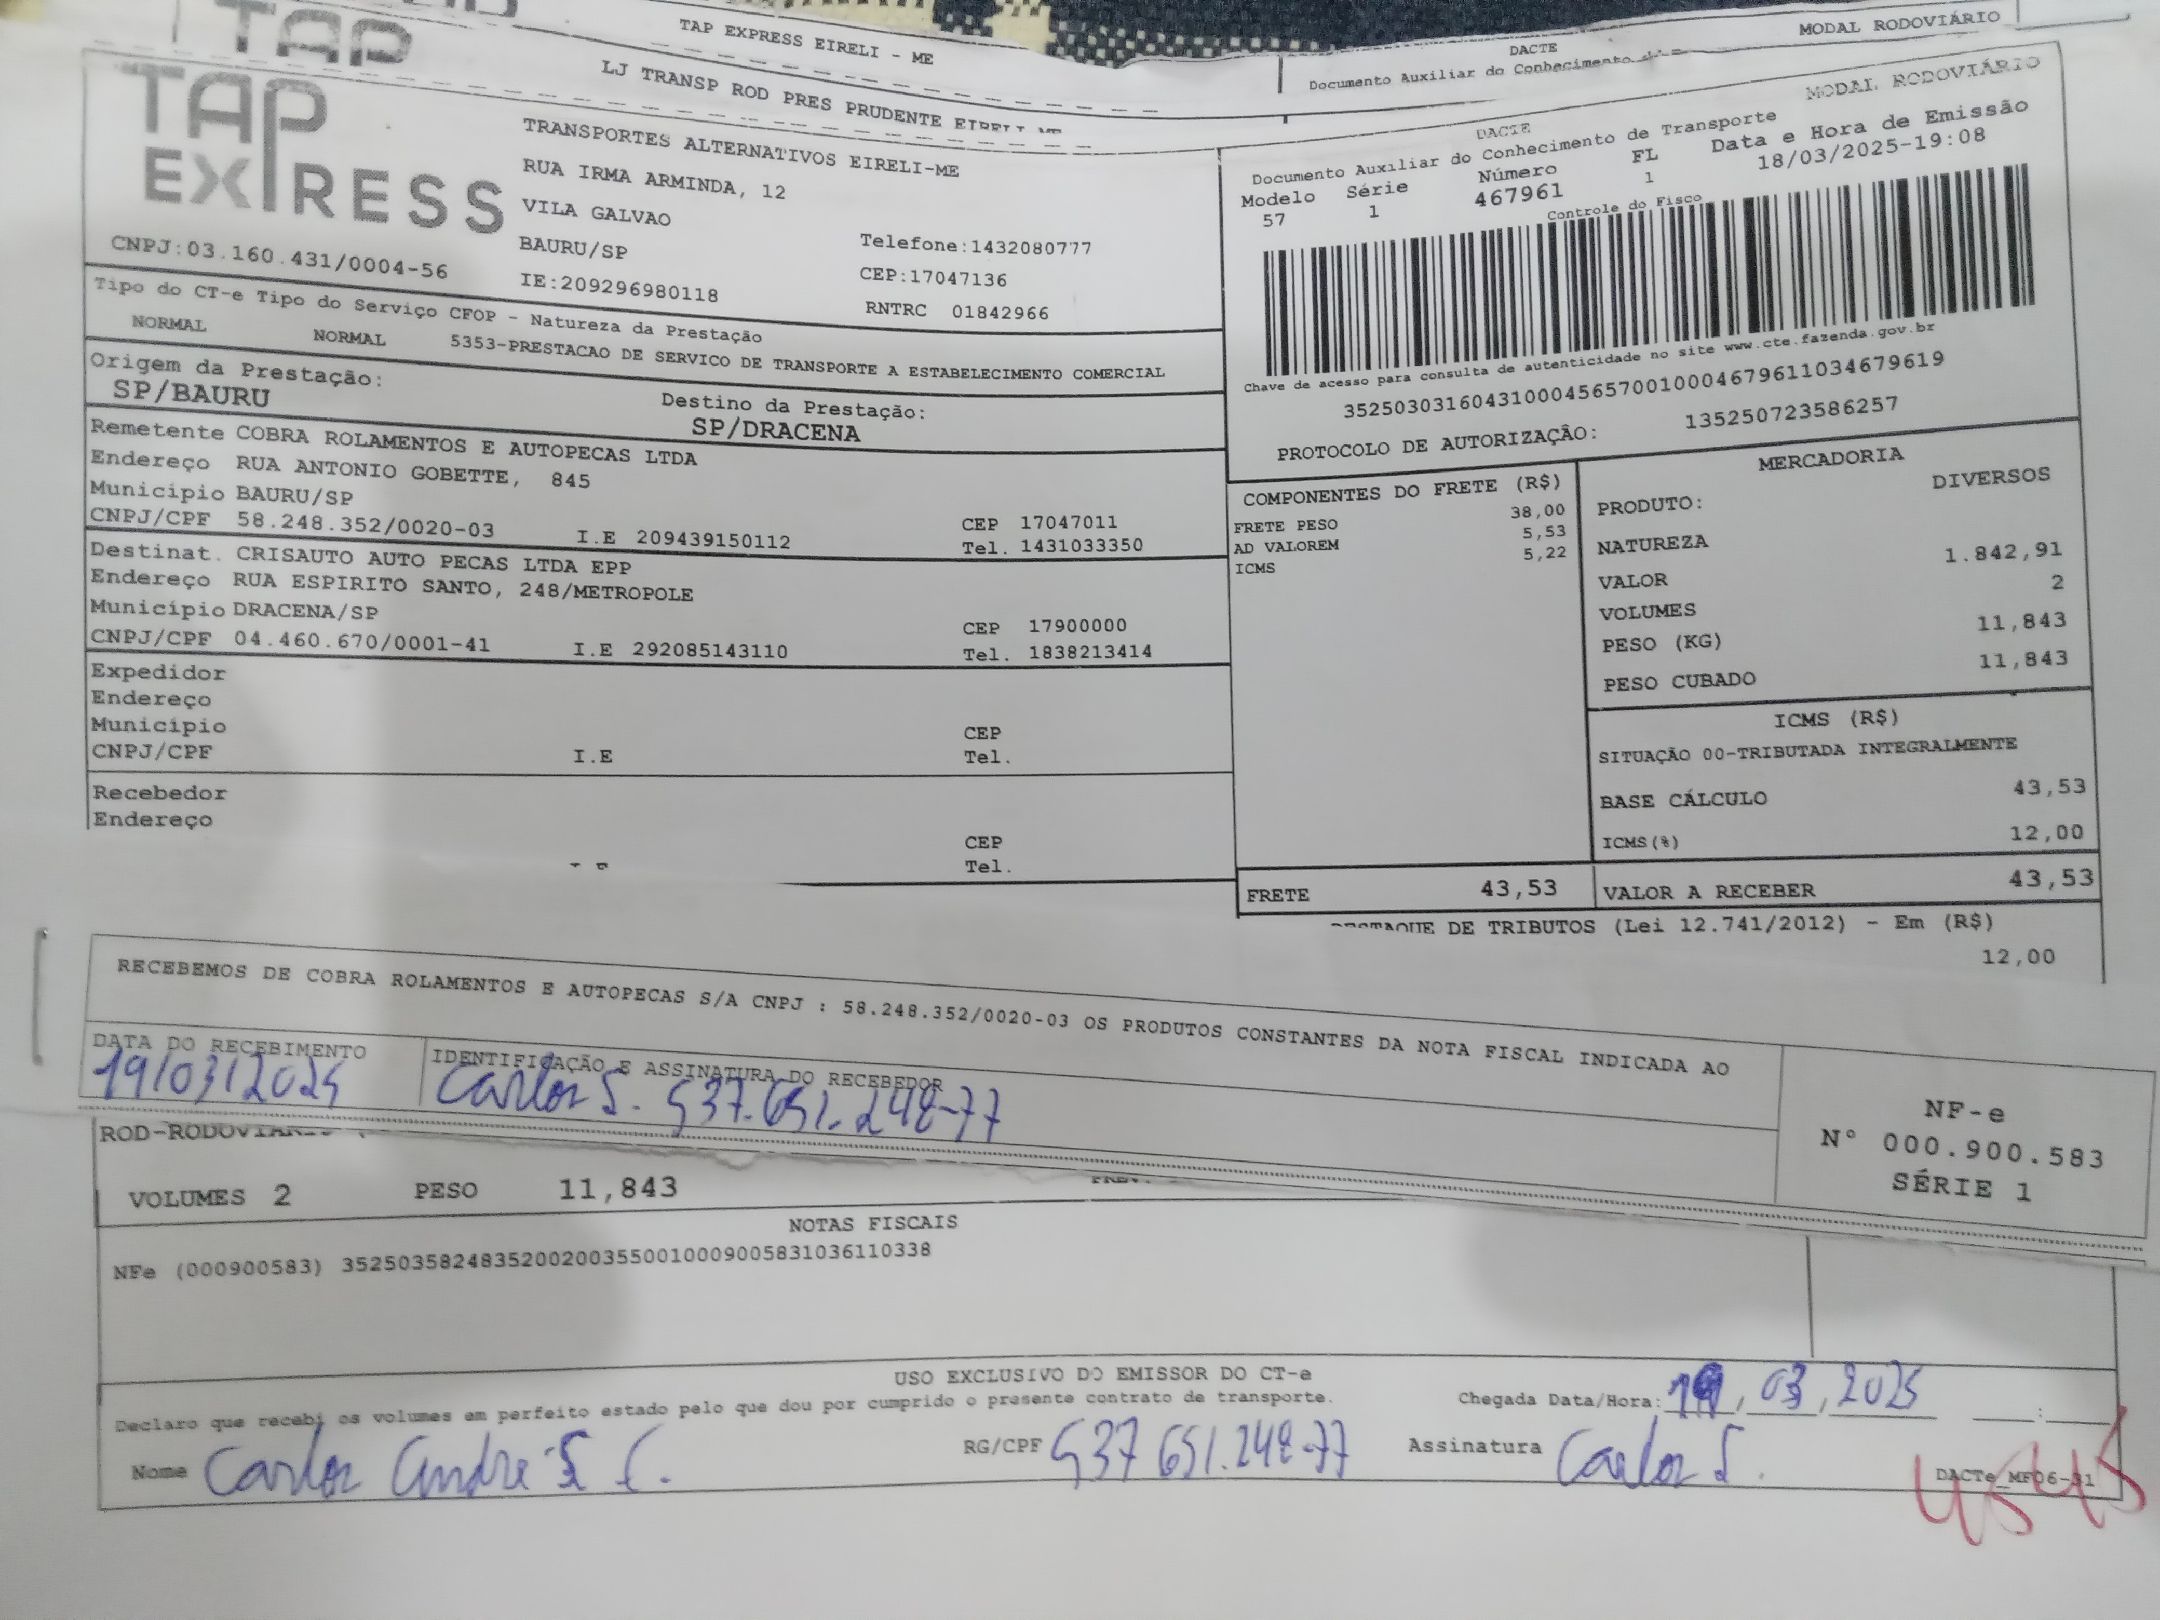 TAP
TAP EXPRESS EIRELI - ME
DACTE
MODAL RODOVIÁRIO
Documento Auxiliar do Conhecimento
LJ TRANSP ROD PRES PRUDENTE EIRELI ME
TAP
EXPRESS
CNPJ:03.160.431/0004-56
TRANSPORTES ALTERNATIVOS EIRELI-ME
RUA IRMA ARMINDA, 12
VILA GALVAO
BAURU/SP
Telefone:1432080777
CEP:17047136
IE:209296980118
RNTRC 01842966
DACTE
MODAL RODOVIÁRIO
Documento Auxiliar do Conhecimento de Transporte
Modelo Série Número FL Data e Hora de Emissão
57 1 467961 1 18/03/2025-19:08
Controle do Fisco
Chave de acesso para consulta de autenticidade no site www.cte.fazenda.gov.br
35250303160431000456570010004679611034679619
PROTOCOLO DE AUTORIZAÇÃO: 135250723586257
Tipo do CT-e Tipo do Serviço CFOP - Natureza da Prestação
NORMAL NORMAL 5353-PRESTACAO DE SERVICO DE TRANSPORTE A ESTABELECIMENTO COMERCIAL
Origem da Prestação: Destino da Prestação:
SP/BAURU SP/DRACENA
Remetente COBRA ROLAMENTOS E AUTOPECAS LTDA
Endereço RUA ANTONIO GOBETTE, 845
Município BAURU/SP CEP 17047011
CNPJ/CPF 58.248.352/0020-03 I.E 209439150112 Tel. 1431033350
Destinat. CRISAUTO AUTO PECAS LTDA EPP
Endereço RUA ESPIRITO SANTO, 248/METROPOLE
Município DRACENA/SP CEP 17900000
CNPJ/CPF 04.460.670/0001-41 I.E 292085143110 Tel. 1838213414
Expedidor
Endereço
Município CEP
CNPJ/CPF I.E Tel.
Recebedor
Endereço
CEP
Tel.
COMPONENTES DO FRETE (R$)
FRETE PESO 38,00
AD VALOREM 5,53
ICMS 5,22
MERCADORIA
PRODUTO: DIVERSOS
NATUREZA
VALOR 1.842,91
VOLUMES 2
PESO (KG) 11,843
PESO CUBADO 11,843
ICMS (R$)
SITUAÇÃO 00-TRIBUTADA INTEGRALMENTE
BASE CÁLCULO 43,53
ICMS(%) 12,00
FRETE 43,53 VALOR A RECEBER 43,53
DESTAQUE DE TRIBUTOS (Lei 12.741/2012) - Em (R$)
12,00
RECEBEMOS DE COBRA ROLAMENTOS E AUTOPECAS S/A CNPJ : 58.248.352/0020-03 OS PRODUTOS CONSTANTES DA NOTA FISCAL INDICADA AO
DATA DO RECEBIMENTO IDENTIFICAÇÃO E ASSINATURA DO RECEBEDOR
19/03/2025 Carlos S. 537.651.248-77
NF-e
N° 000.900.583
SÉRIE 1
ROD-RODOVIARIO
VOLUMES 2 PESO 11,843
NOTAS FISCAIS
NFe (000900583) 35250358248352002003550010009005831036110338
USO EXCLUSIVO DO EMISSOR DO CT-e
Declaro que recebi os volumes em perfeito estado pelo que dou por cumprido o presente contrato de transporte. Chegada Data/Hora: 19, 03, 2025 :
Nome Carlos André S. C. RG/CPF 537 651.248-77 Assinatura Carlos S.
DACTe_MF06-31